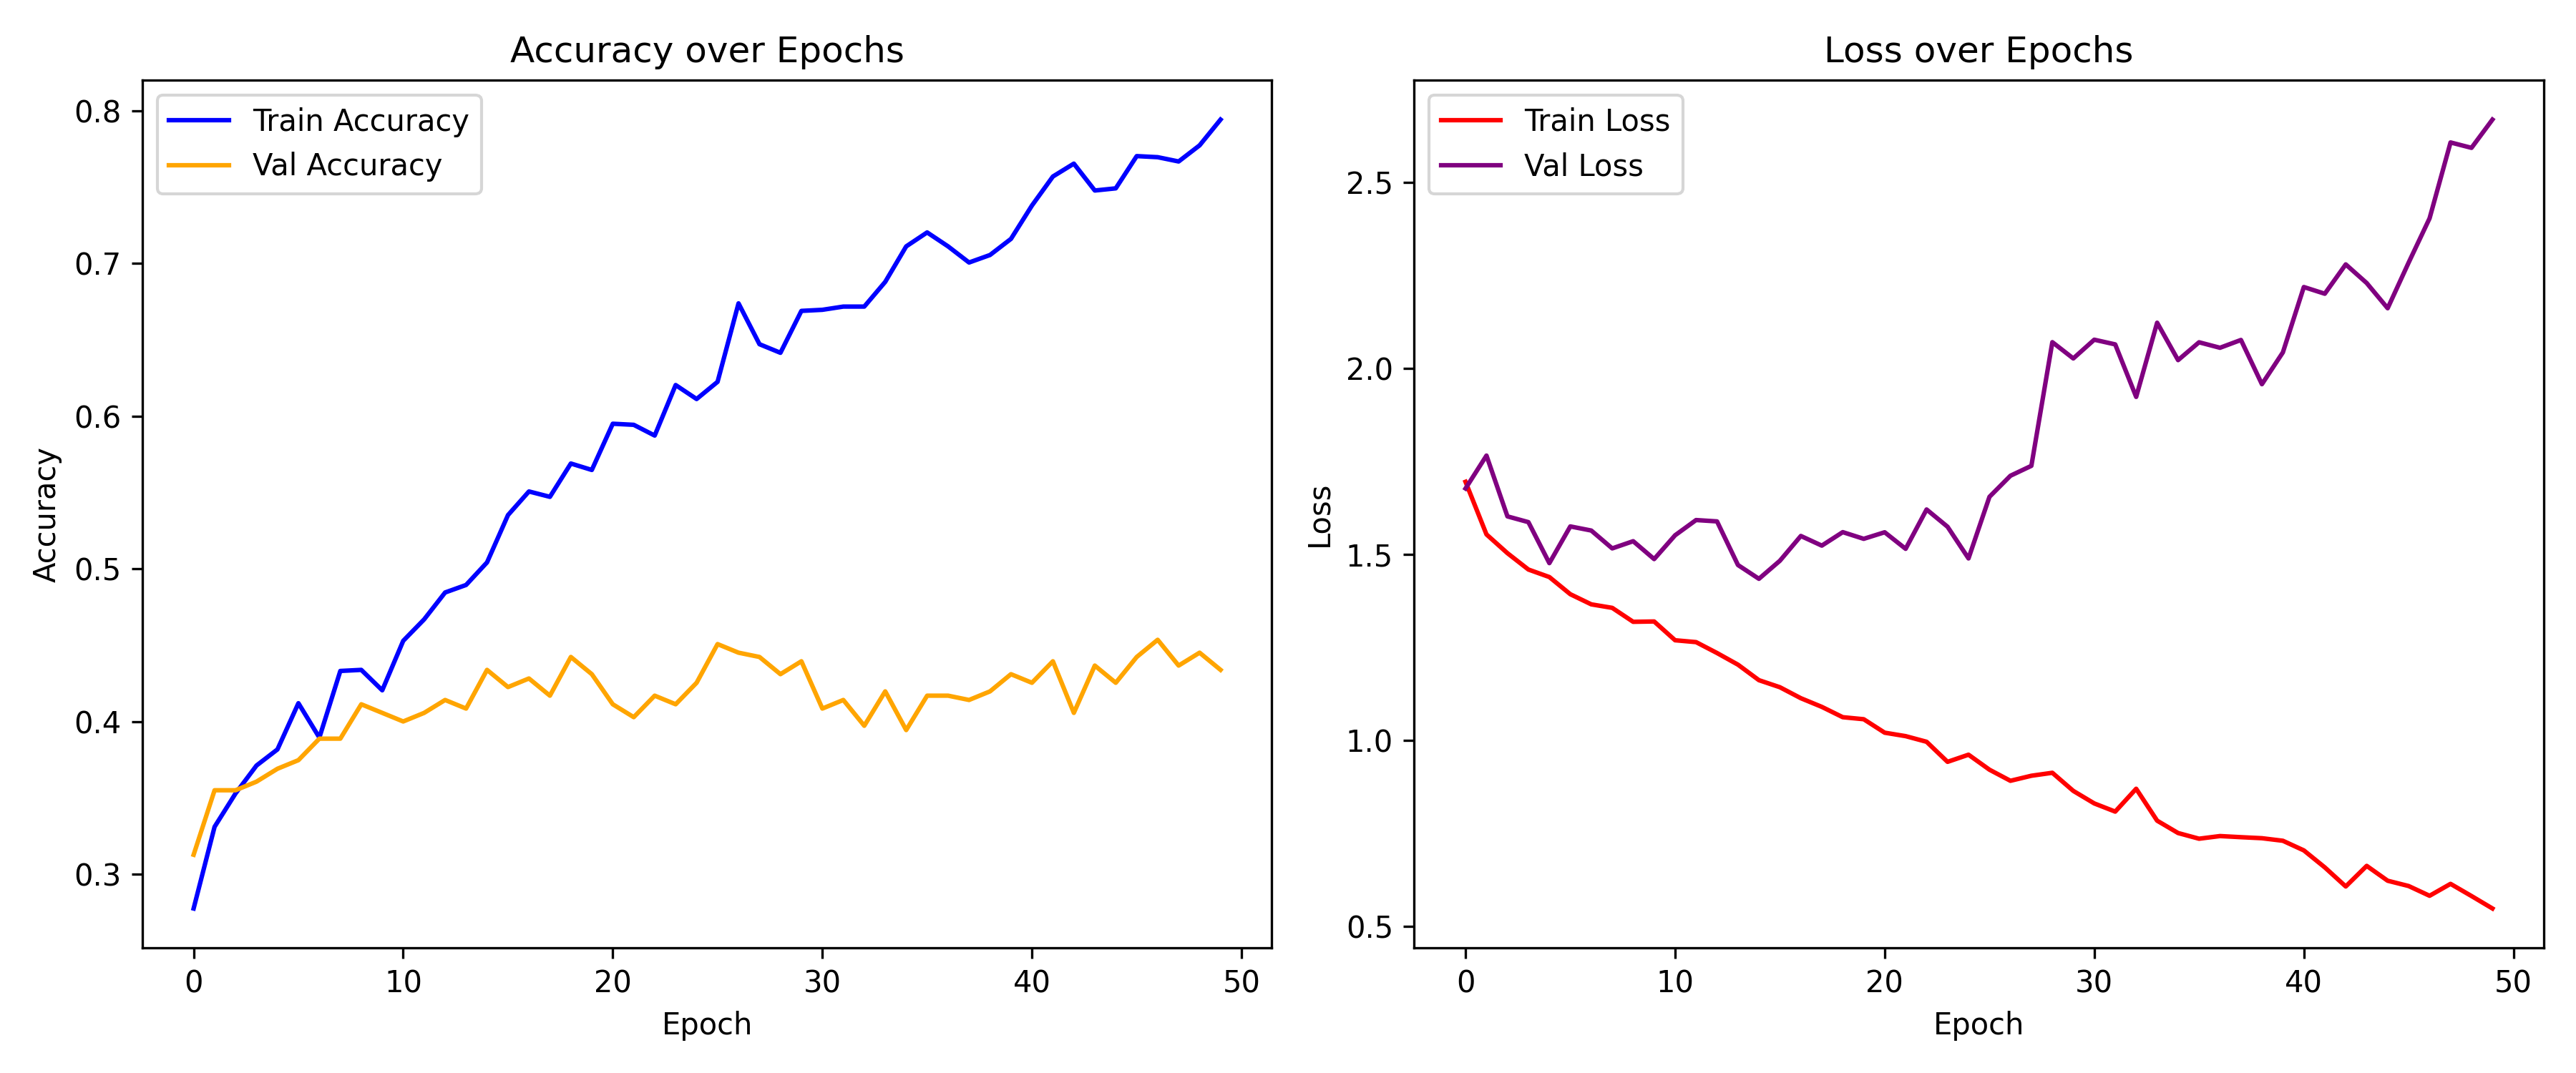 Accuracy over Epochs
Train Accuracy
Val Accuracy
0.8
0.7
0.6
0.5
0.4
0.3
Accuracy
0 10 20 30 40 50
Epoch
Loss over Epochs
Train Loss
Val Loss
2.5
2.0
1.5
1.0
0.5
Loss
0 10 20 30 40 50
Epoch